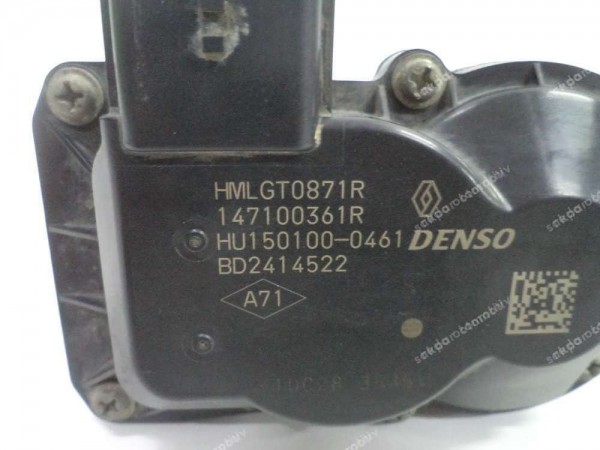 HMLGT0871R
147100361R
HU150100-0461 DENSO
BD2414522
A71